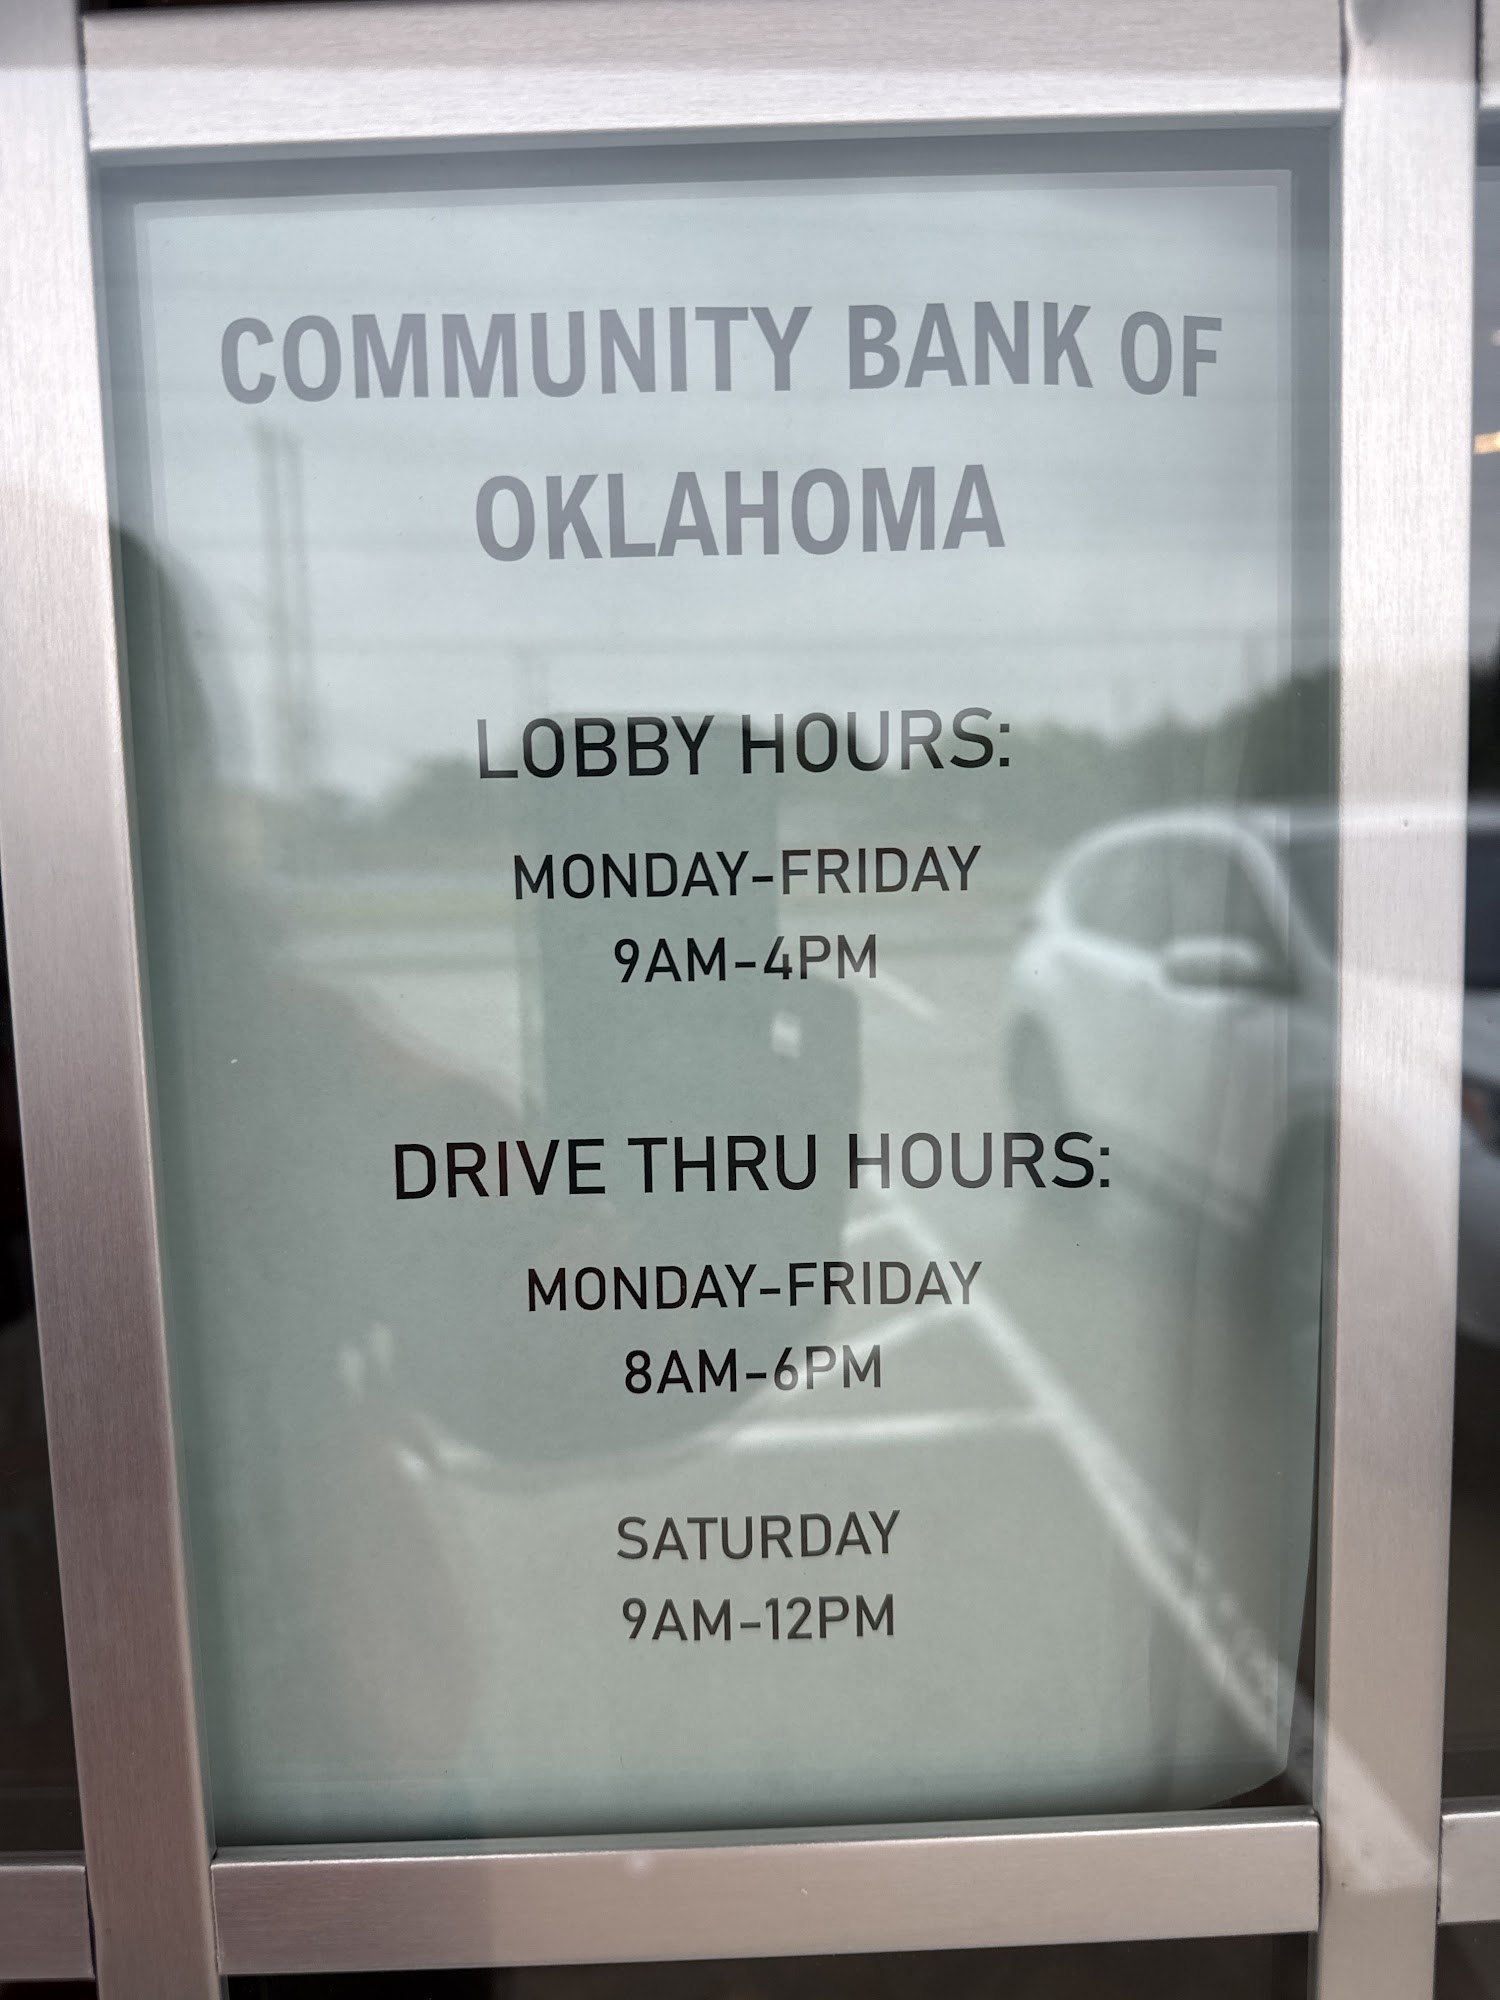 COMMUNITY BANK OF
OKLAHOMA
LOBBY HOURS:
MONDAY-FRIDAY
9AM-4PM
DRIVE THRU HOURS:
MONDAY-FRIDAY
8AM-6PM
SATURDAY
9AM-12PM